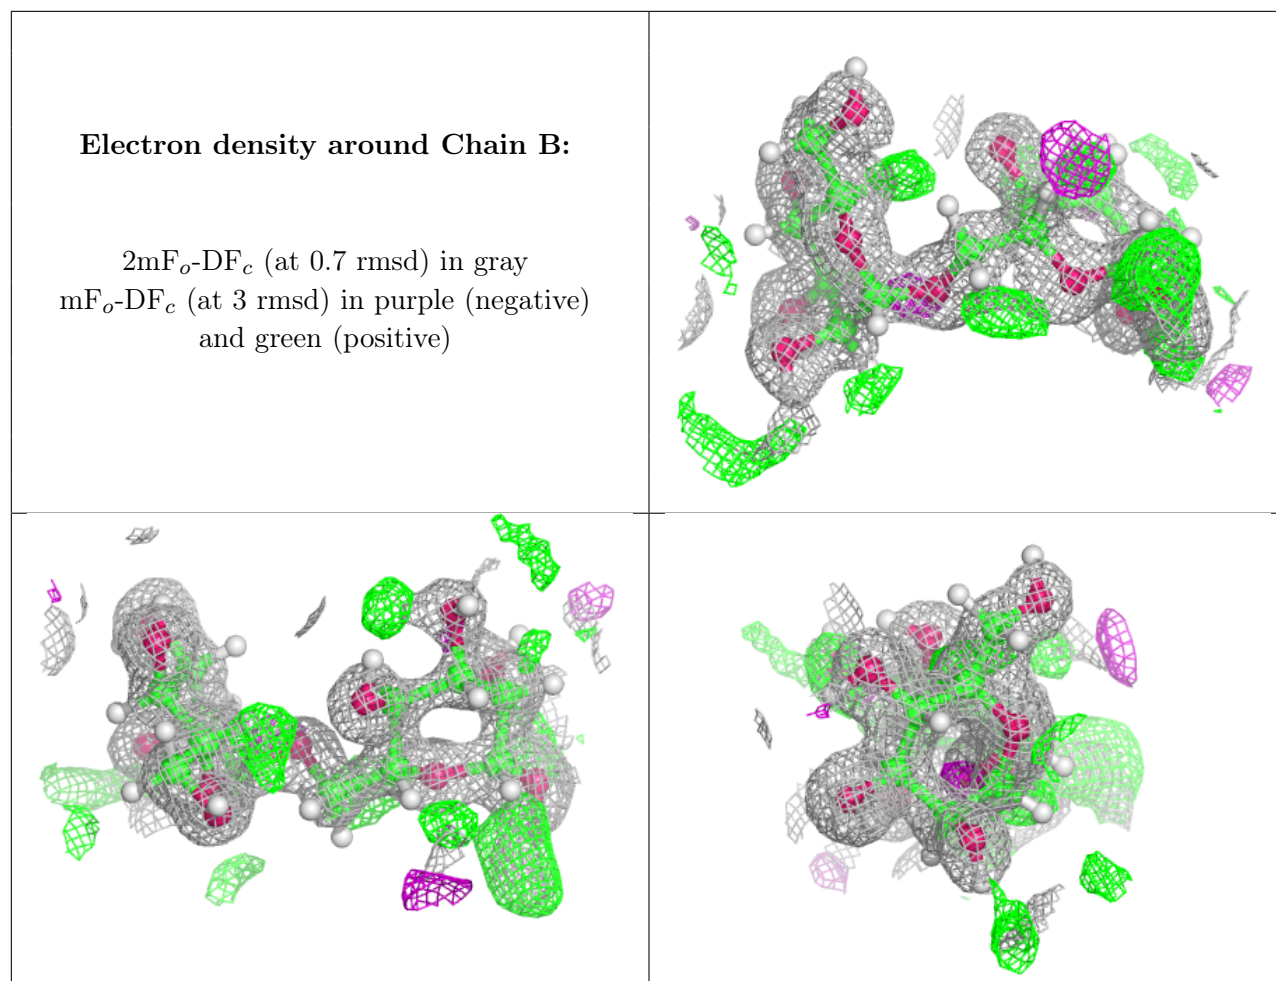 Electron density around Chain B:
2mFo-DFc (at 0.7 rmsd) in gray
mFo-DFc (at 3 rmsd) in purple (negative)
and green (positive)